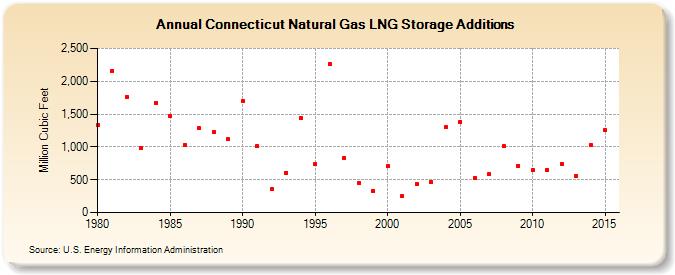 Annual Connecticut Natural Gas LNG Storage Additions
Million Cubic Feet
2,500
2,000
1,500
1,000
500
0
1980 1985 1990 1995 2000 2005 2010 2015
Source: U.S. Energy Information Administration